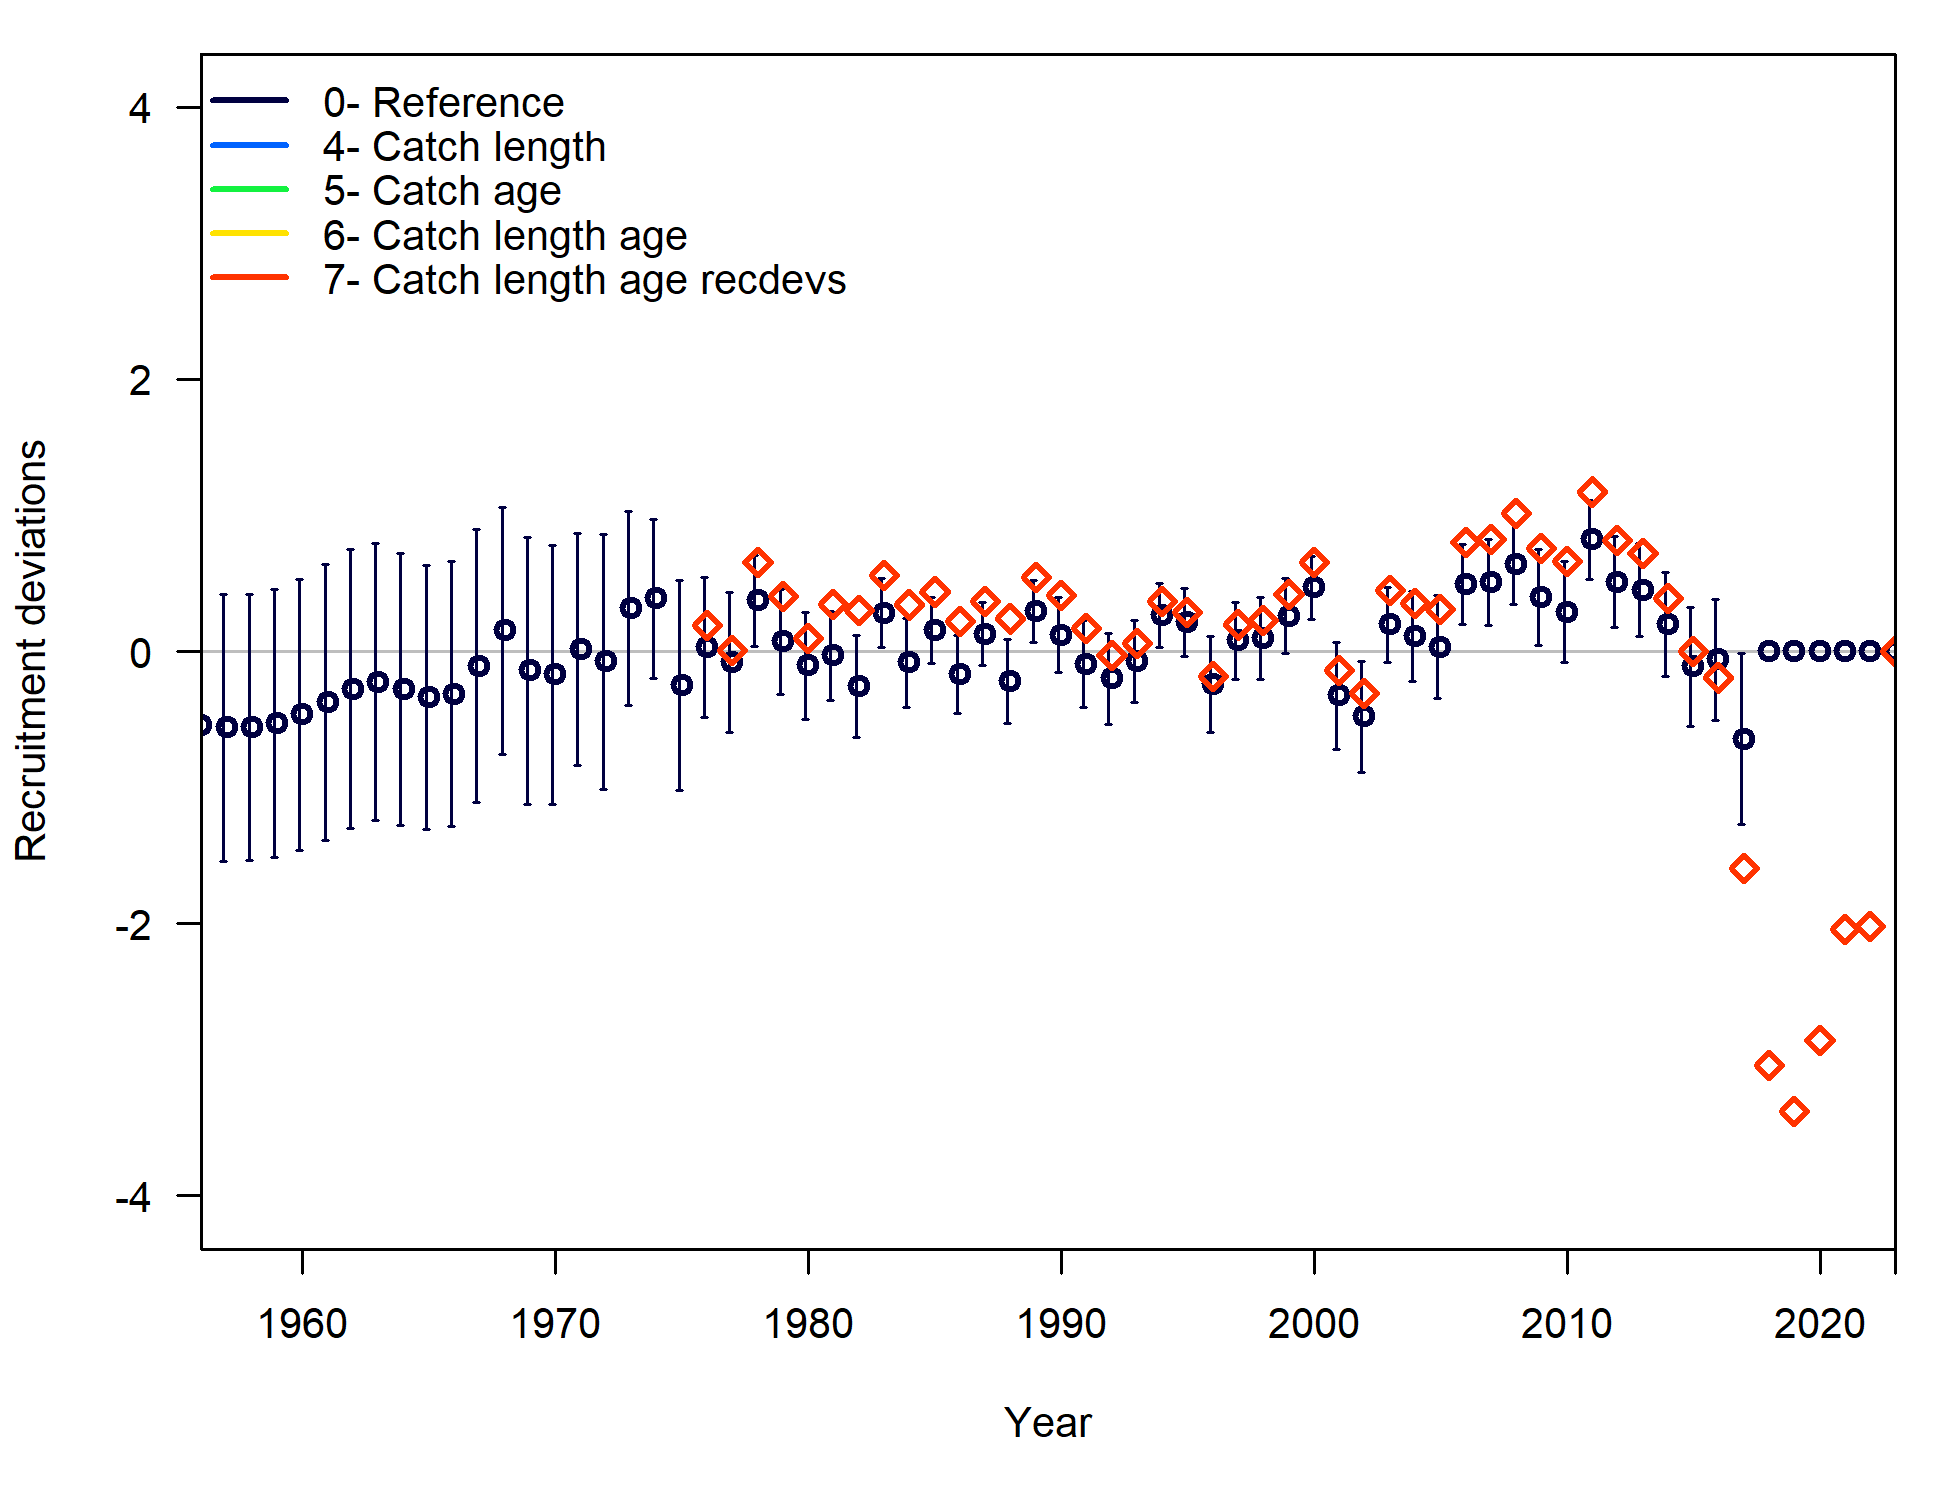 0- Reference
4- Catch length
5- Catch age
6- Catch length age
7- Catch length age recdevs
4
2
0
-2
-4
Recruitment deviations
1960 1970 1980 1990 2000 2010 2020
Year